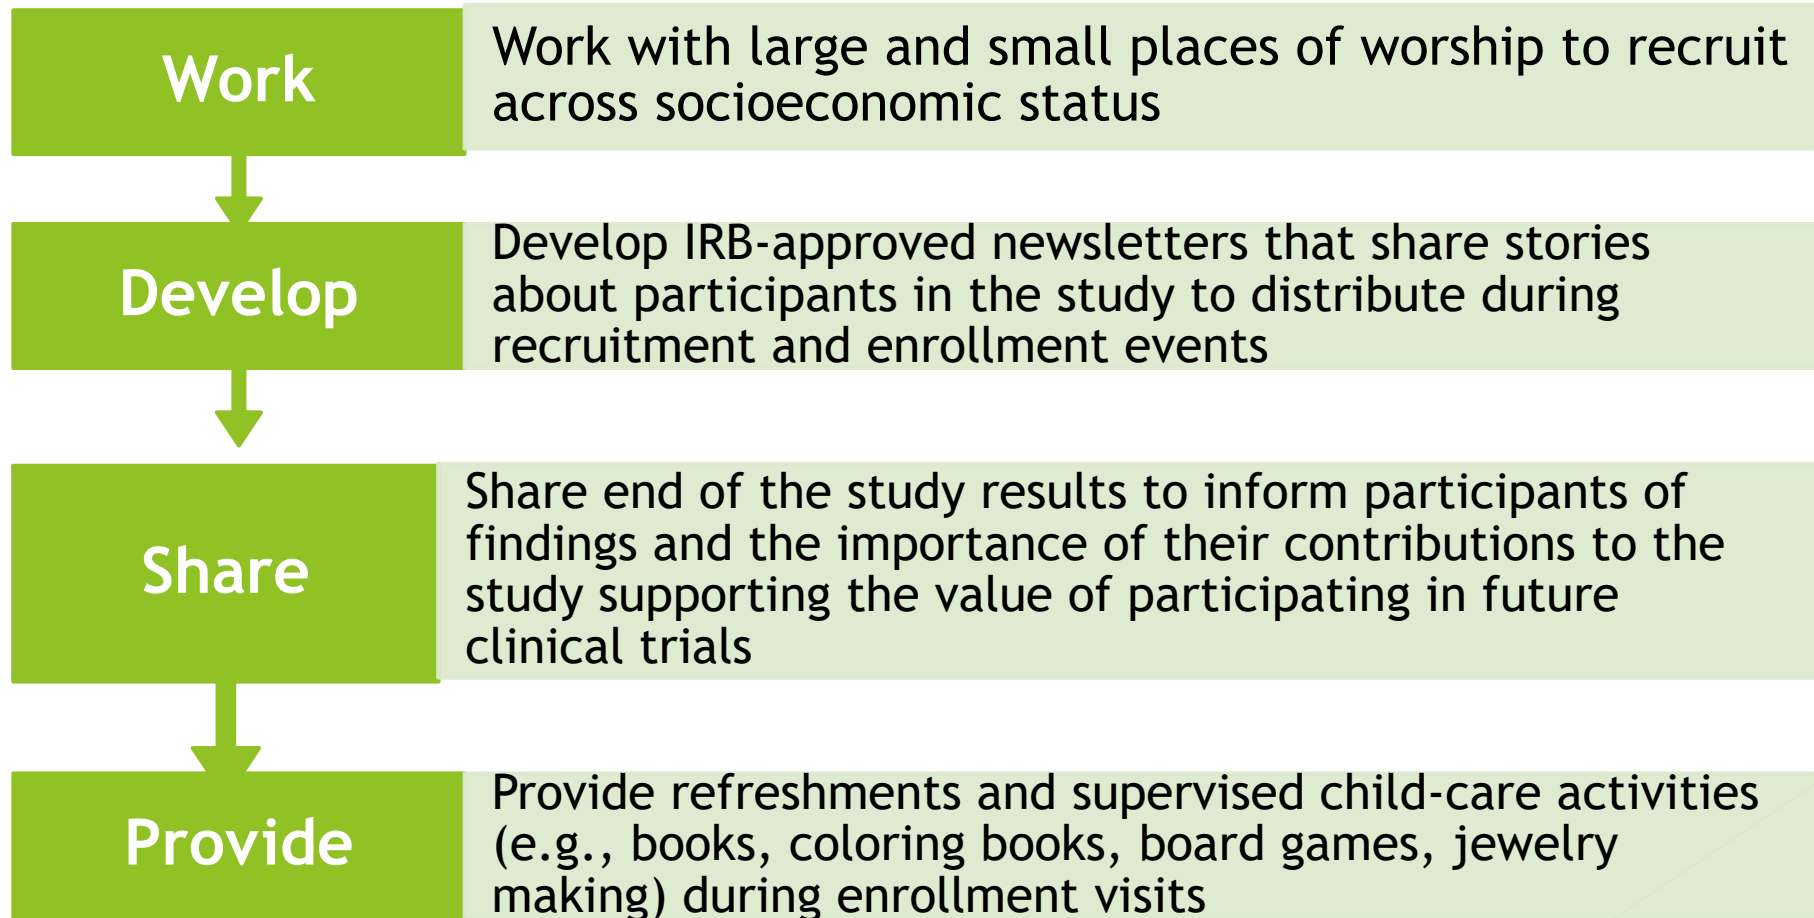 Work
Work with large and small places of worship to recruit
across socioeconomic status
Develop
Develop IRB-approved newsletters that share stories
about participants in the study to distribute during
recruitment and enrollment events
Share
Share end of the study results to inform participants of
findings and the importance of their contributions to the
study supporting the value of participating in future
clinical trials
Provide
Provide refreshments and supervised child-care activities
(e.g., books, coloring books, board games, jewelry
making) during enrollment visits